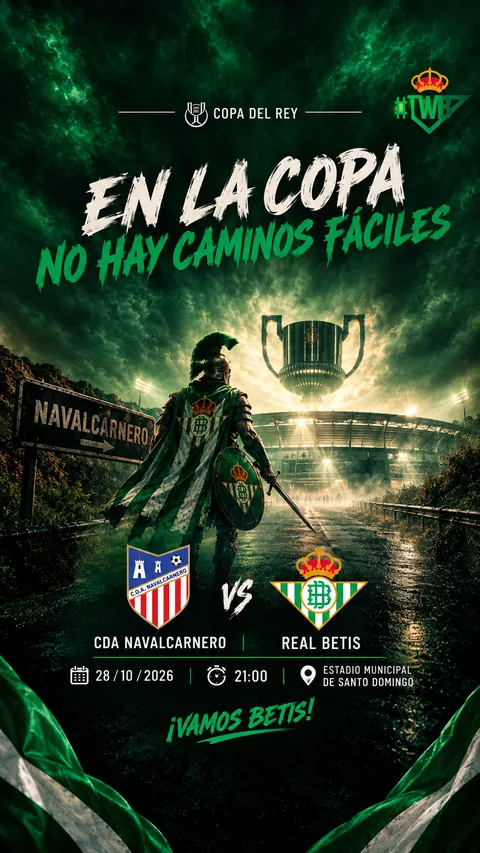 COPA DEL REY
#TWB
EN LA COPA
NO HAY CAMINOS FÁCILES
NAVALCARNERO
C.D.A. NAVALCARNERO
VS
CDA NAVALCARNERO
REAL BETIS
28/10/2026
21:00
ESTADIO MUNICIPAL
DE SANTO DOMINGO
¡VAMOS BETIS!